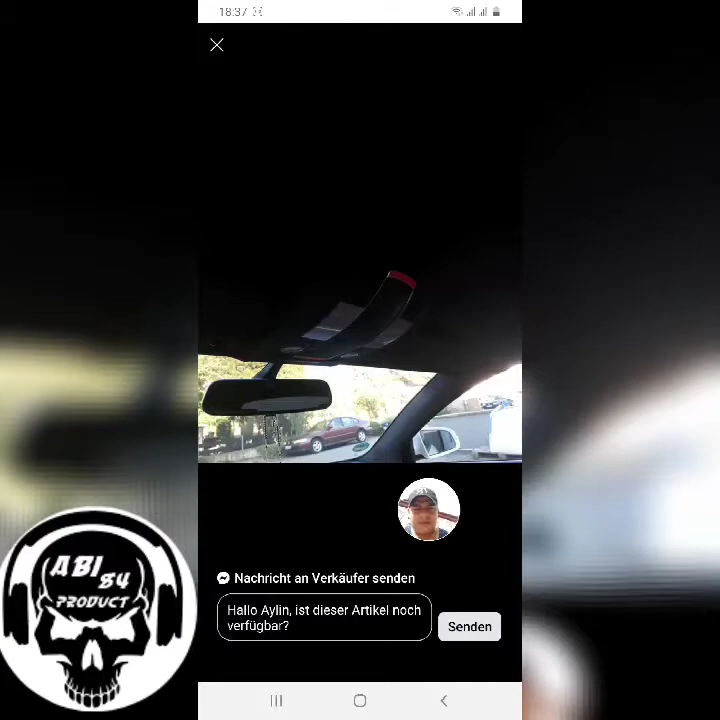 18:37
Nachricht an Verkäufer senden
Hallo Aylin, ist dieser Artikel noch
verfügbar?
Senden
ABI
84
PRODUCT